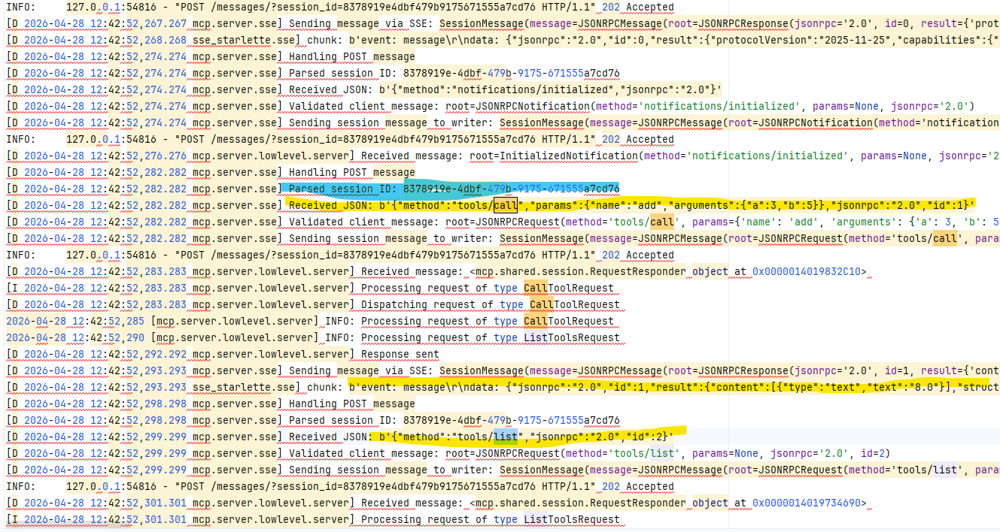 INFO:     127.0.0.1:54816 - "POST /messages/?session_id=8378919e4dbf479b9175671555a7cd76 HTTP/1.1" 202 Accepted
[D 2026-04-28 12:42:52,267.267 mcp.server.sse] Sending message via SSE: SessionMessage(message=JSONRPCMessage(root=JSONRPCResponse(jsonrpc='2.0', id=0, result={'prot
[D 2026-04-28 12:42:52,268.268 sse_starlette.sse] chunk: b'event: message\r\ndata: {"jsonrpc":"2.0","id":0,"result":{"protocolVersion":"2025-11-25","capabilities":{"
[D 2026-04-28 12:42:52,274.274 mcp.server.sse] Handling POST message
[D 2026-04-28 12:42:52,274.274 mcp.server.sse] Parsed session ID: 8378919e-4dbf-479b-9175-671555a7cd76
[D 2026-04-28 12:42:52,274.274 mcp.server.sse] Received JSON: b'{"method":"notifications/initialized","jsonrpc":"2.0"}'
[D 2026-04-28 12:42:52,274.274 mcp.server.sse] Validated client message: root=JSONRPCNotification(method='notifications/initialized', params=None, jsonrpc='2.0')
[D 2026-04-28 12:42:52,274.274 mcp.server.sse] Sending session message to writer: SessionMessage(message=JSONRPCMessage(root=JSONRPCNotification(method='notification
INFO:     127.0.0.1:54816 - "POST /messages/?session_id=8378919e4dbf479b9175671555a7cd76 HTTP/1.1" 202 Accepted
[D 2026-04-28 12:42:52,276.276 mcp.server.lowlevel.server] Received message: root=InitializedNotification(method='notifications/initialized', params=None, jsonrpc='2
[D 2026-04-28 12:42:52,282.282 mcp.server.sse] Handling POST message
[D 2026-04-28 12:42:52,282.282 mcp.server.sse] Parsed session ID: 8378919e-4dbf-479b-9175-671555a7cd76
[D 2026-04-28 12:42:52,282.282 mcp.server.sse] Received JSON: b'{"method":"tools/call","params":{"name":"add","arguments":{"a":3,"b":5}},"jsonrpc":"2.0","id":1}'
[D 2026-04-28 12:42:52,282.282 mcp.server.sse] Validated client message: root=JSONRPCRequest(method='tools/call', params={'name': 'add', 'arguments': {'a': 3, 'b': 5
[D 2026-04-28 12:42:52,282.282 mcp.server.sse] Sending session message to writer: SessionMessage(message=JSONRPCMessage(root=JSONRPCRequest(method='tools/call', para
INFO:     127.0.0.1:54816 - "POST /messages/?session_id=8378919e4dbf479b9175671555a7cd76 HTTP/1.1" 202 Accepted
[D 2026-04-28 12:42:52,283.283 mcp.server.lowlevel.server] Received message: <mcp.shared.session.RequestResponder object at 0x0000014019832C10>
[I 2026-04-28 12:42:52,283.283 mcp.server.lowlevel.server] Processing request of type CallToolRequest
[D 2026-04-28 12:42:52,283.283 mcp.server.lowlevel.server] Dispatching request of type CallToolRequest
2026-04-28 12:42:52,285 [mcp.server.lowlevel.server] INFO: Processing request of type CallToolRequest
2026-04-28 12:42:52,290 [mcp.server.lowlevel.server] INFO: Processing request of type ListToolsRequest
[D 2026-04-28 12:42:52,292.292 mcp.server.lowlevel.server] Response sent
[D 2026-04-28 12:42:52,293.293 mcp.server.sse] Sending message via SSE: SessionMessage(message=JSONRPCMessage(root=JSONRPCResponse(jsonrpc='2.0', id=1, result={'cont
[D 2026-04-28 12:42:52,293.293 sse_starlette.sse] chunk: b'event: message\r\ndata: {"jsonrpc":"2.0","id":1,"result":{"content":[{"type":"text","text":"8.0"}],"struct
[D 2026-04-28 12:42:52,298.298 mcp.server.sse] Handling POST message
[D 2026-04-28 12:42:52,298.298 mcp.server.sse] Parsed session ID: 8378919e-4dbf-479b-9175-671555a7cd76
[D 2026-04-28 12:42:52,299.299 mcp.server.sse] Received JSON: b'{"method":"tools/list","jsonrpc":"2.0","id":2}'
[D 2026-04-28 12:42:52,299.299 mcp.server.sse] Validated client message: root=JSONRPCRequest(method='tools/list', params=None, jsonrpc='2.0', id=2)
[D 2026-04-28 12:42:52,299.299 mcp.server.sse] Sending session message to writer: SessionMessage(message=JSONRPCMessage(root=JSONRPCRequest(method='tools/list', para
INFO:     127.0.0.1:54816 - "POST /messages/?session_id=8378919e4dbf479b9175671555a7cd76 HTTP/1.1" 202 Accepted
[D 2026-04-28 12:42:52,301.301 mcp.server.lowlevel.server] Received message: <mcp.shared.session.RequestResponder object at 0x0000014019734690>
[I 2026-04-28 12:42:52,301.301 mcp.server.lowlevel.server] Processing request of type ListToolsRequest